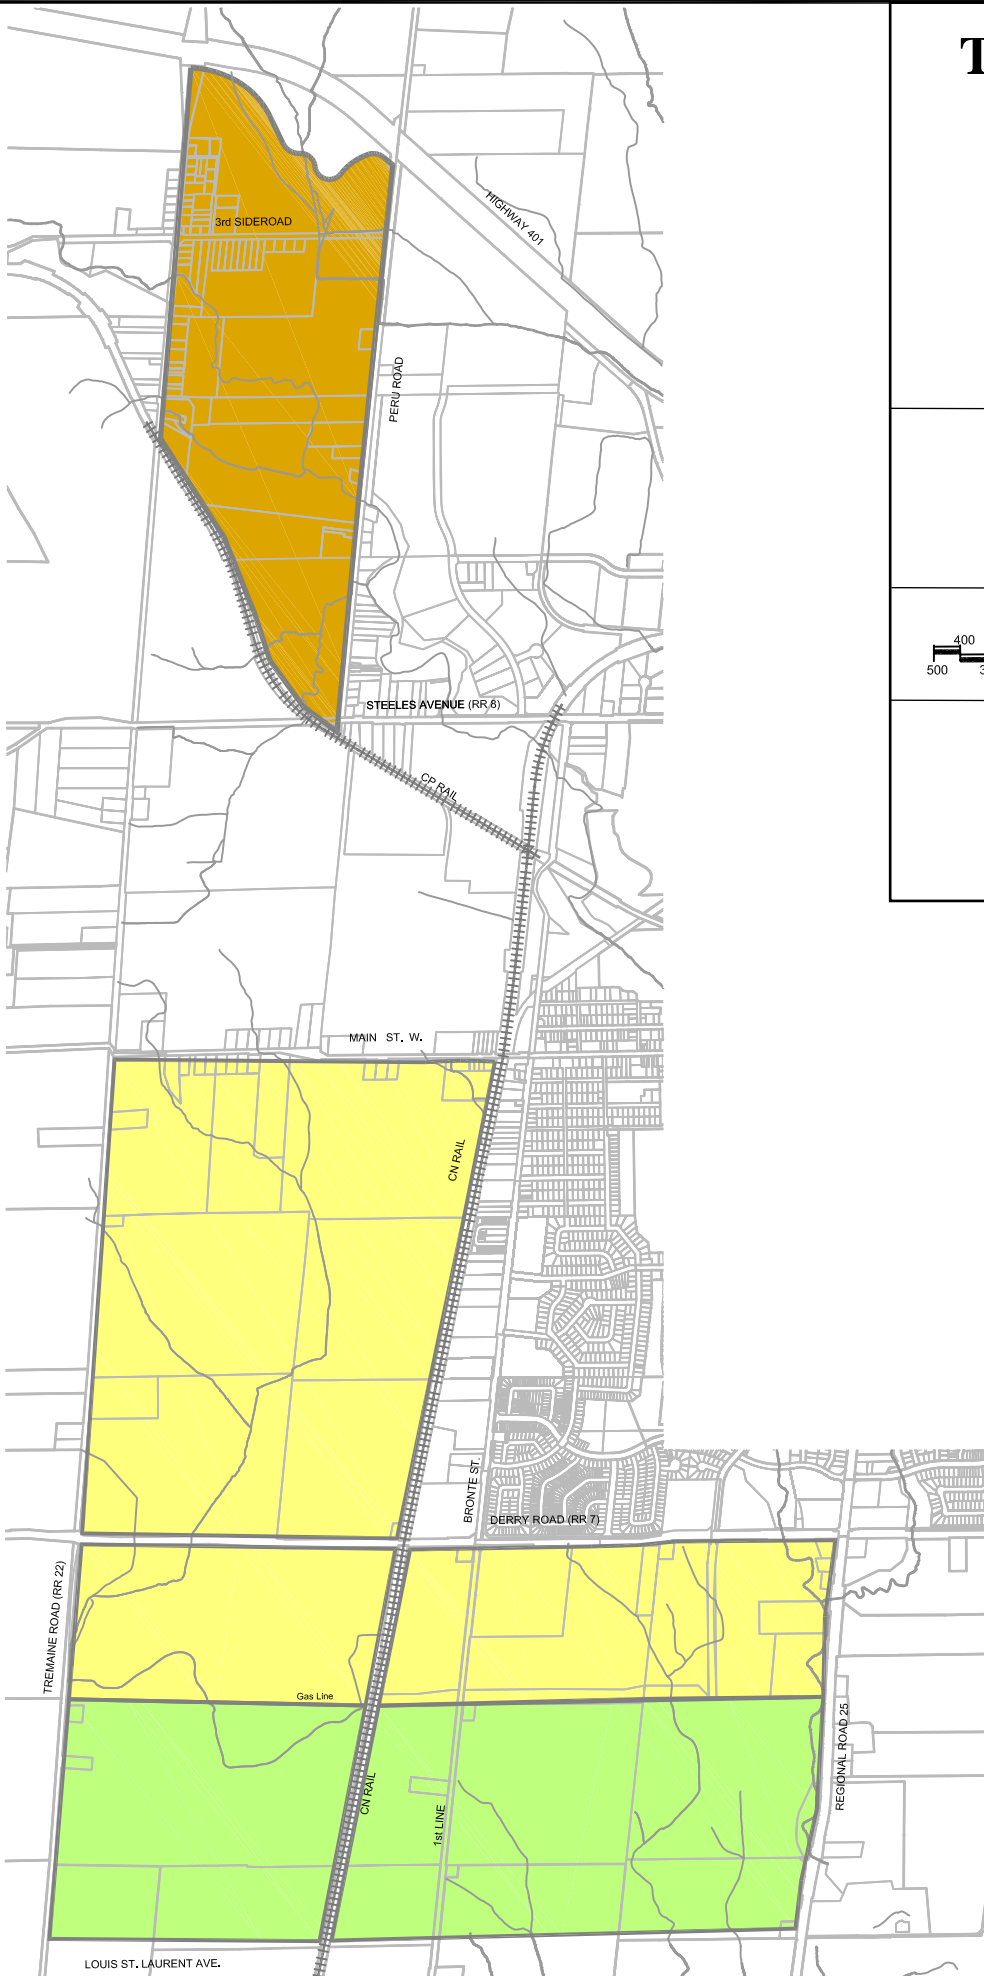 T
3rd SIDEROAD
HIGHWAY 401
PERU ROAD
400
500
STEELES AVENUE (RR 8)
CP RAIL
MAIN ST. W.
CN RAIL
BRONTE ST.
DERRY ROAD (RR 7)
TREMAINE ROAD (RR 22)
Gas Line
REGIONAL ROAD 25
CN RAIL
1st LINE
LOUIS ST. LAURENT AVE.